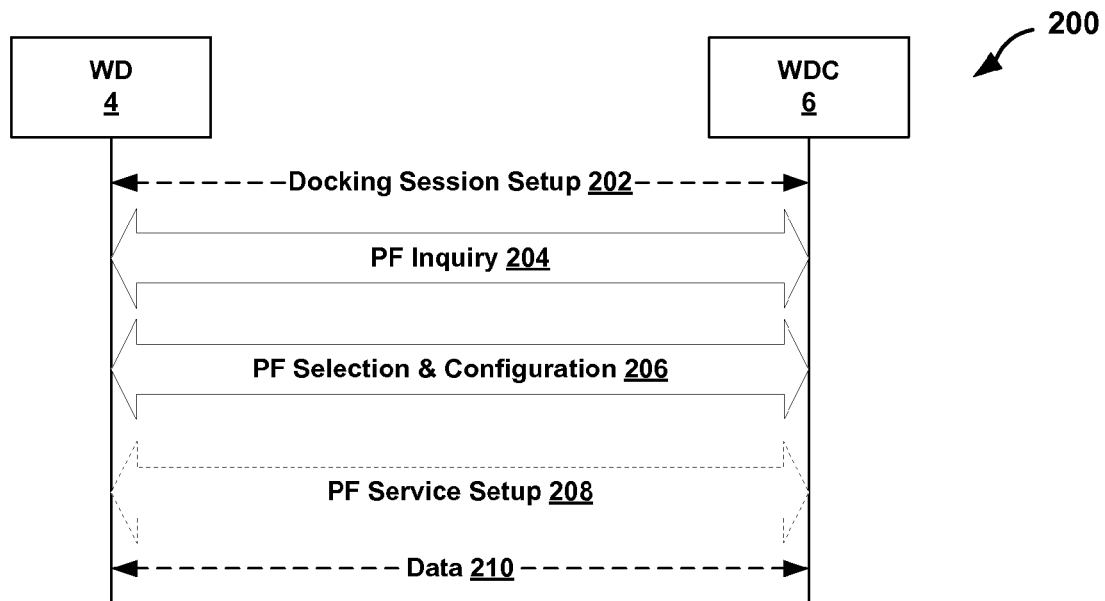 200
WD
4
WDC
6
Docking Session Setup 202
PF Inquiry 204
PF Selection & Configuration 206
PF Service Setup 208
Data 210